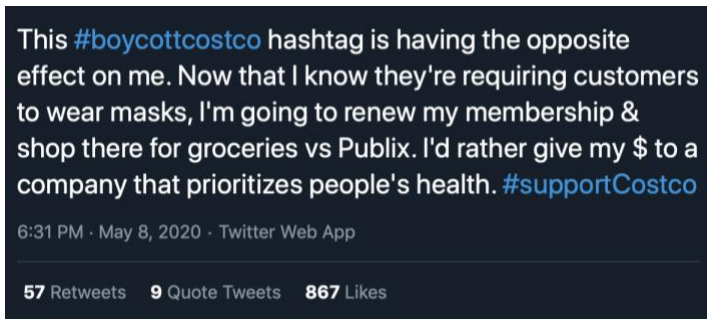 This #boycottcostco hashtag is having the opposite
effect on me. Now that I know they're requiring customers
to wear masks, I'm going to renew my membership &
shop there for groceries vs Publix. I'd rather give my $ to a
company that prioritizes people's health. #supportCostco
6:31 PM · May 8, 2020 · Twitter Web App
57 Retweets 9 Quote Tweets 867 Likes